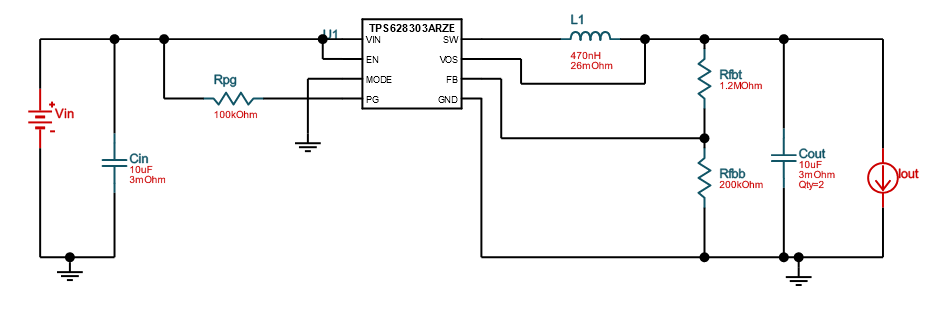 L1
U1
TPS628303ARZE
VIN
SW
470nH
26mOhm
EN
VOS
MODE
FB
PG
GND
Rpg
100kOhm
+
Vin
-
Cin
10uF
3mOhm
Rfbt
1.2MOhm
Rfbb
200kOhm
Cout
10uF
3mOhm
Qty=2
Iout